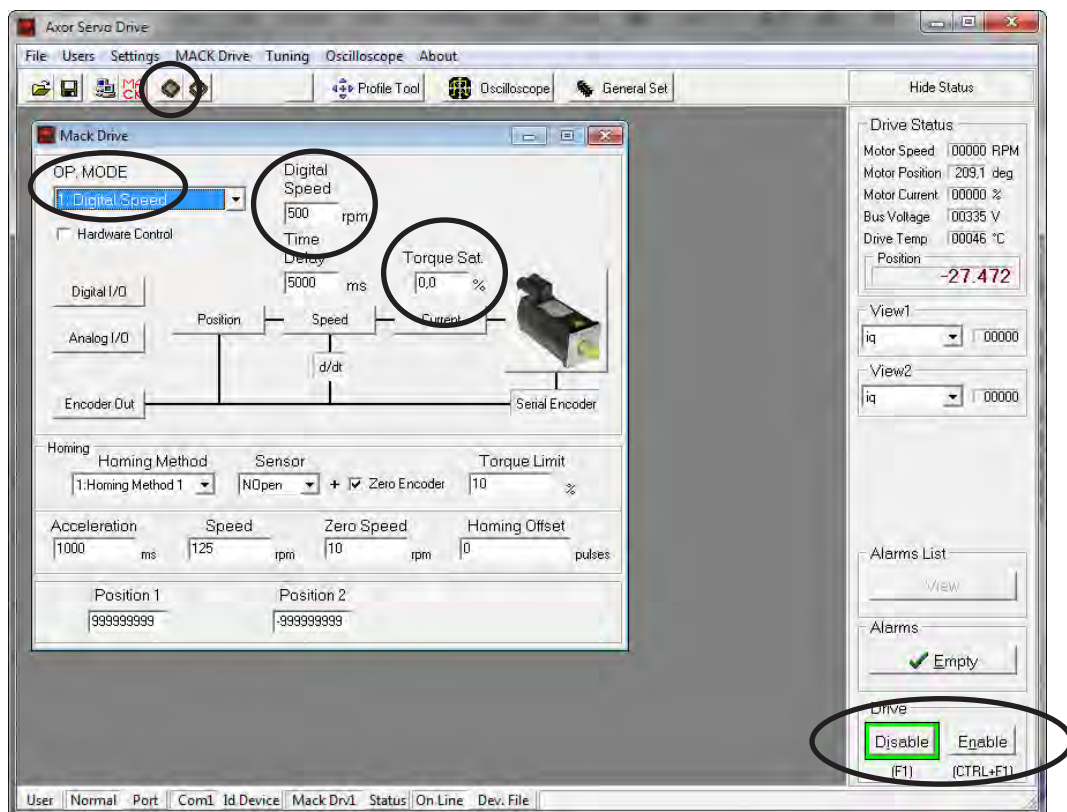 Axor Servo Drive
File Users Settings MACK Drive Tuning Oscilloscope About
Profile Tool Oscilloscope General Set Hide Status
Mack Drive
OP. MODE
1: Digital Speed
Hardware Control
Digital Speed
500 rpm
Time Delay
5000 ms
Torque Sat.
0,0 %
Digital I/O
Analog I/O
Position Speed Current
d/dt
Encoder Out Serial Encoder
Homing
Homing Method Sensor Torque Limit
1:Homing Method 1 NOpen + Zero Encoder 10 %
Acceleration Speed Zero Speed Homing Offset
1000 ms 125 rpm 10 rpm 0 pulses
Position 1 Position 2
999999999 -999999999
Drive Status
Motor Speed 00000 RPM
Motor Position 209,1 deg
Motor Current 00000 %
Bus Voltage 00335 V
Drive Temp 00046 °C
Position
-27.472
View1
iq 00000
View2
iq 00000
Alarms List
View
Alarms
Empty
Drive
Disable Enable
(F1) (CTRL+F1)
User Normal Port Com1 Id.Device Mack Drv1 Status On Line Dev. File